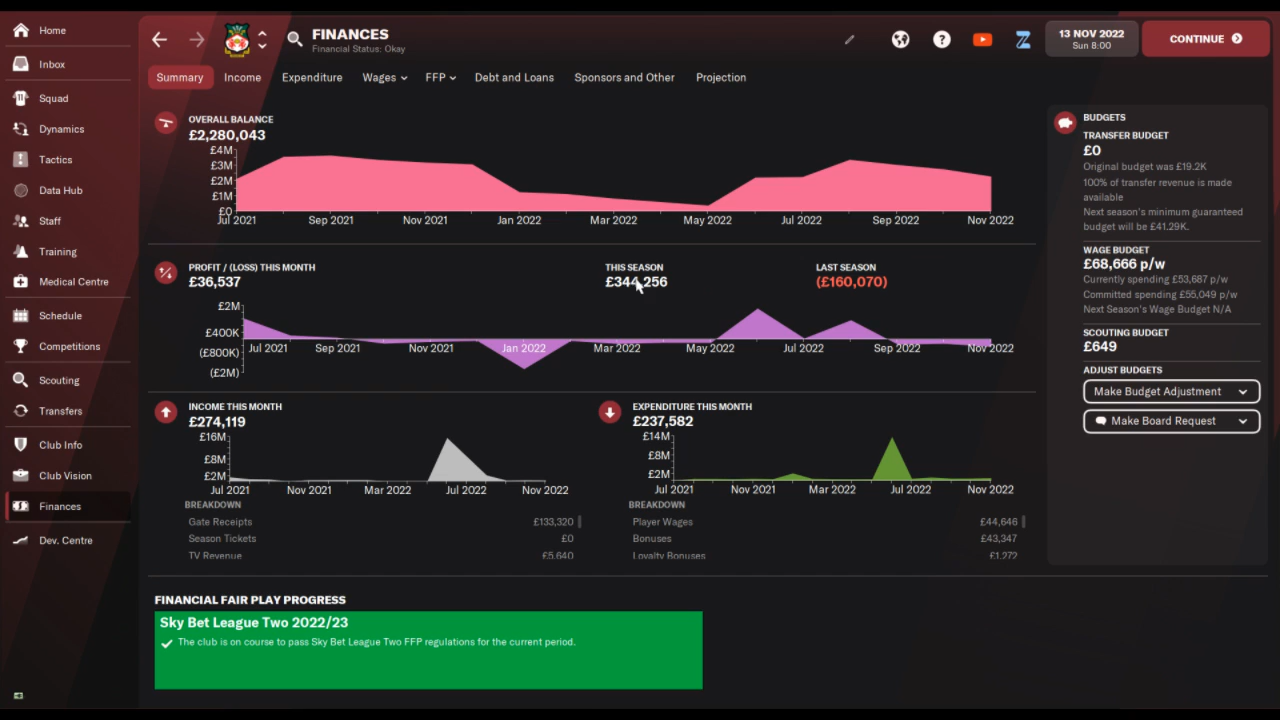 Home
Inbox
Squad
Dynamics
Tactics
Data Hub
Staff
Training
Medical Centre
Schedule
Competitions
Scouting
Transfers
Club Info
Club Vision
Finances
Dev. Centre
FINANCES
Financial Status: Okay
13 NOV 2022
Sun 8:00
CONTINUE
Summary
Income
Expenditure
Wages
FFP
Debt and Loans
Sponsors and Other
Projection
OVERALL BALANCE
£2,280,043
£4M
£3M
£2M
£1M
£0
Jul 2021 Sep 2021 Nov 2021 Jan 2022 Mar 2022 May 2022 Jul 2022 Sep 2022 Nov 2022
PROFIT / (LOSS) THIS MONTH
£36,537
THIS SEASON
£344,256
LAST SEASON
(£160,070)
£2M
£400K
(£800K)
(£2M)
Jul 2021 Sep 2021 Nov 2021 Jan 2022 Mar 2022 May 2022 Jul 2022 Sep 2022 Nov 2022
INCOME THIS MONTH
£274,119
£16M
£8M
£2M
Jul 2021 Nov 2021 Mar 2022 Jul 2022 Nov 2022
BREAKDOWN
Gate Receipts £133,320
Season Tickets £0
TV Revenue £5,640
EXPENDITURE THIS MONTH
£237,582
£14M
£8M
£2M
Jul 2021 Nov 2021 Mar 2022 Jul 2022 Nov 2022
BREAKDOWN
Player Wages £44,646
Bonuses £43,347
Loyalty Bonuses £1,272
BUDGETS
TRANSFER BUDGET
£0
Original budget was £19.2K
100% of transfer revenue is made
available
Next season's minimum guaranteed
budget will be £41.29K.
WAGE BUDGET
£68,666 p/w
Currently spending £53,687 p/w
Committed spending £55,049 p/w
Next Season's Wage Budget N/A
SCOUTING BUDGET
£649
ADJUST BUDGETS
Make Budget Adjustment
Make Board Request
FINANCIAL FAIR PLAY PROGRESS
Sky Bet League Two 2022/23
The club is on course to pass Sky Bet League Two FFP regulations for the current period.